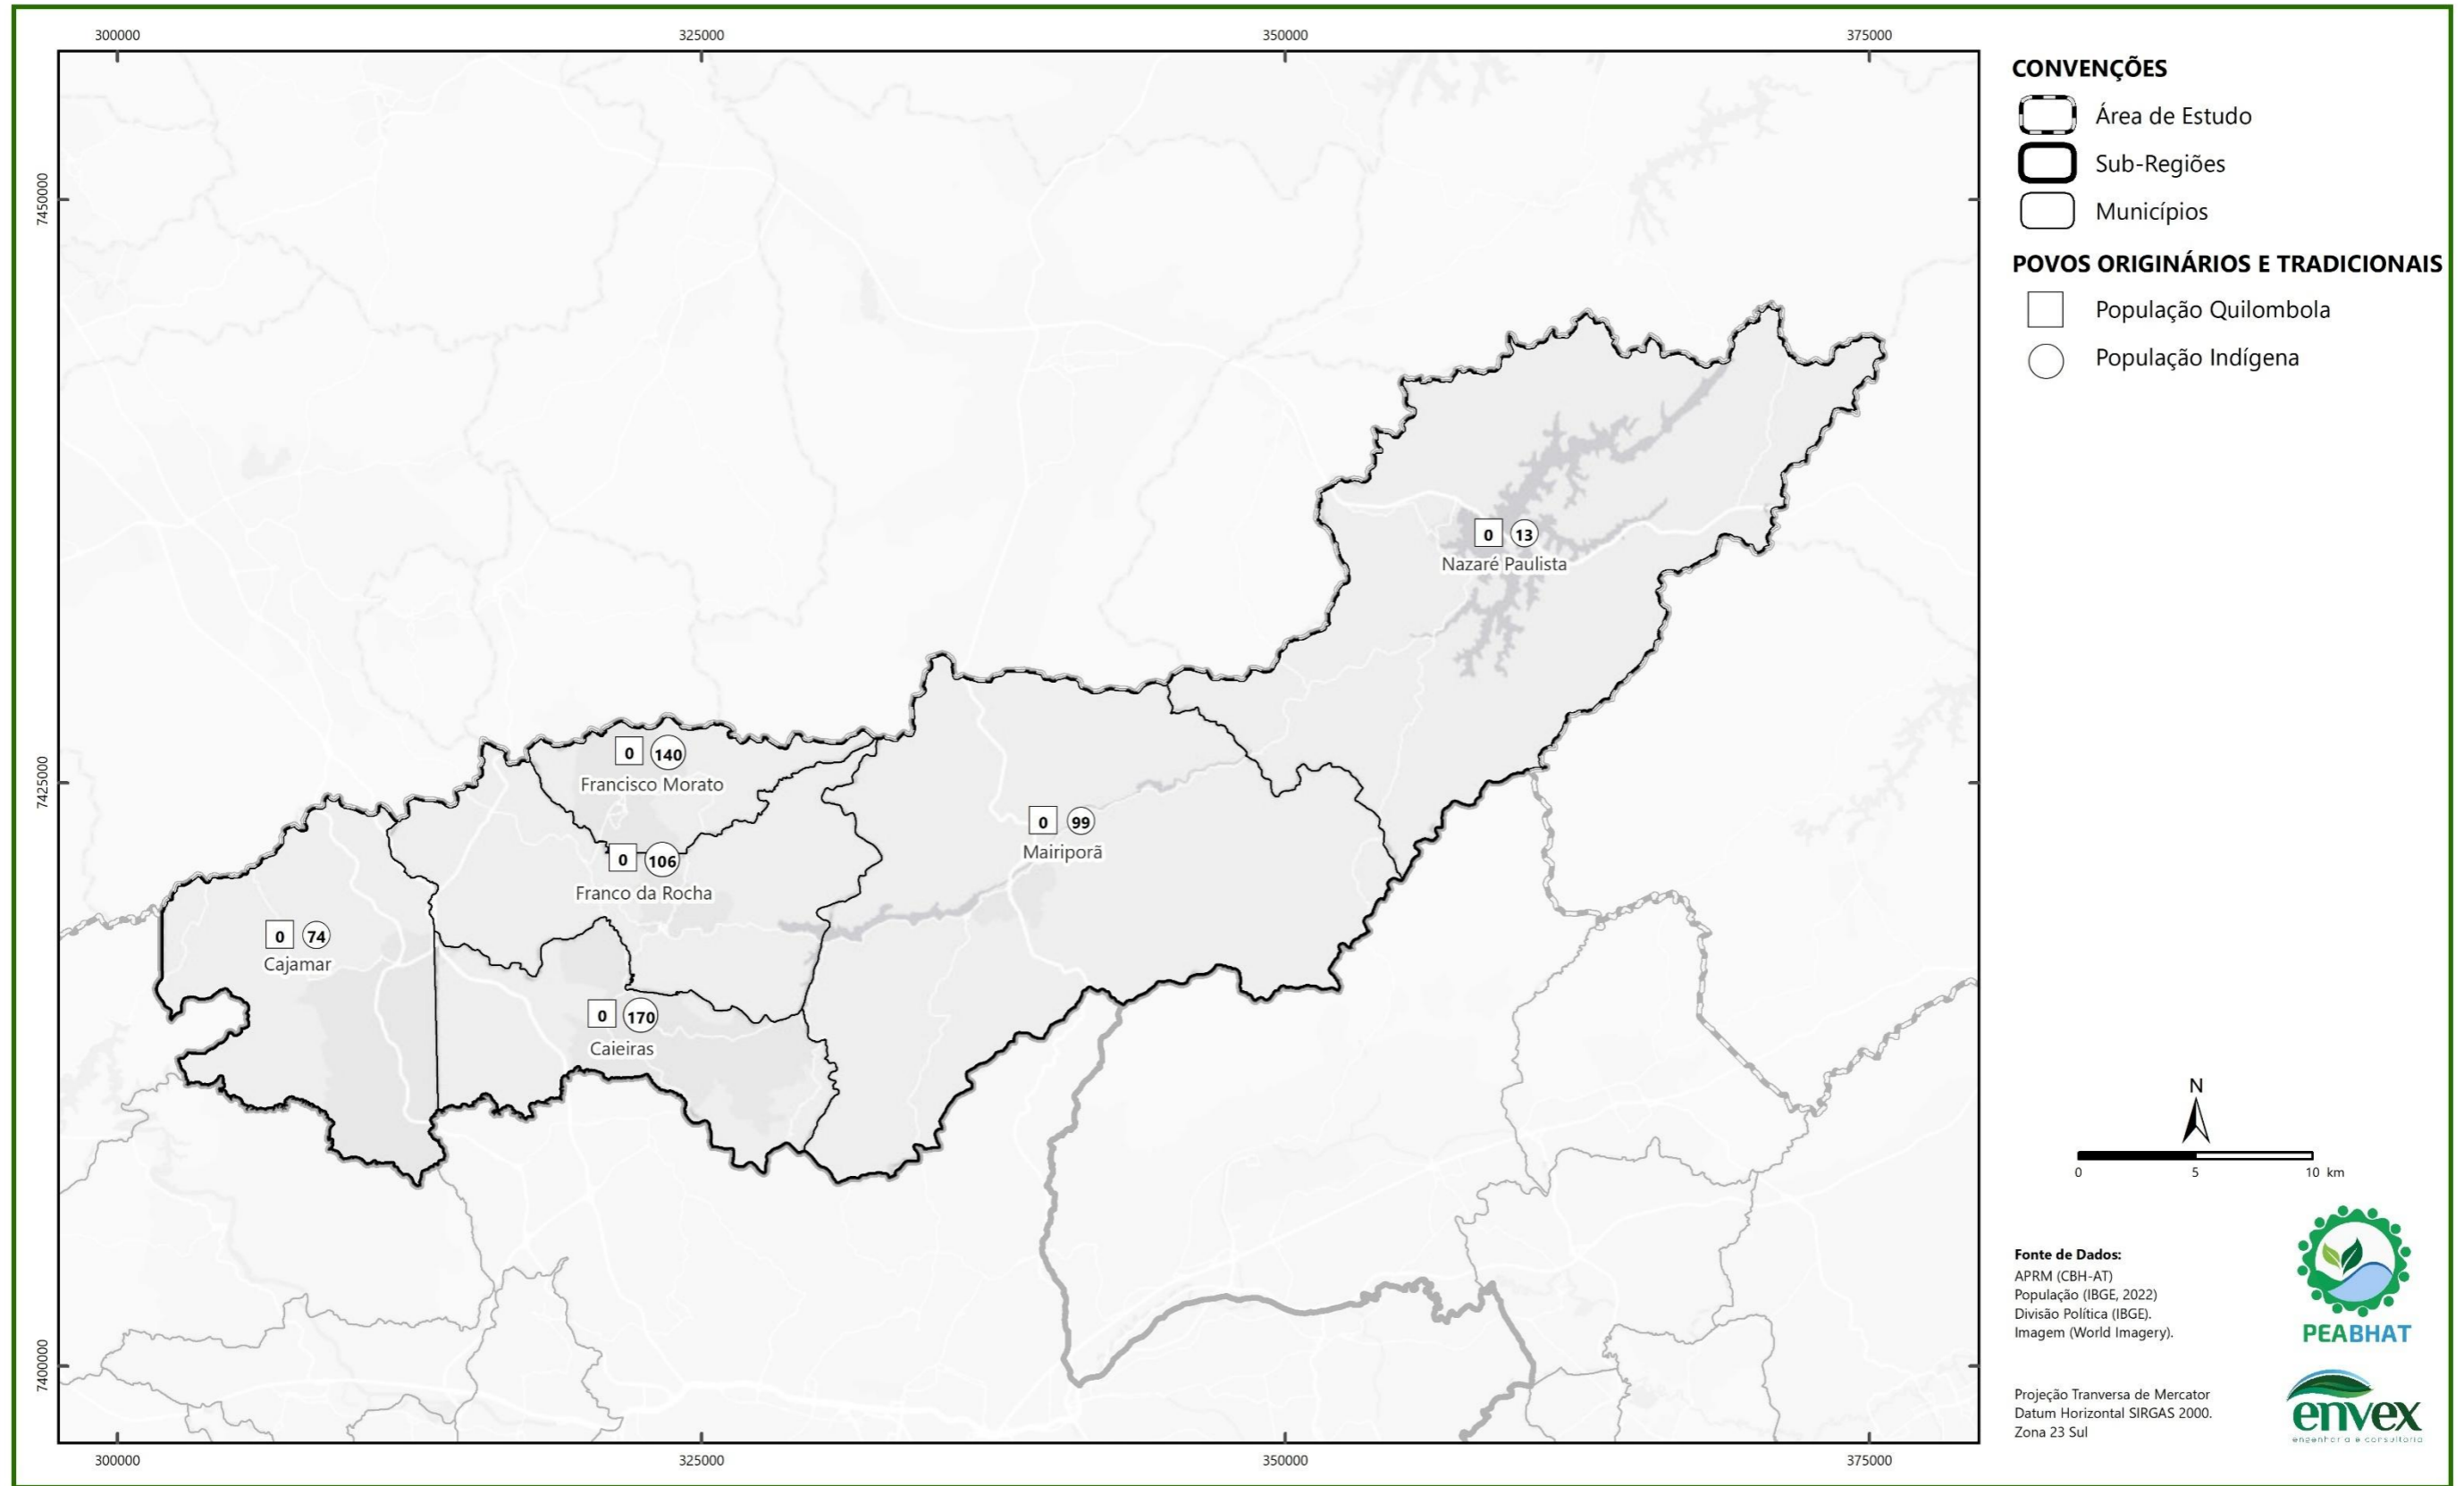 300000
325000
350000
375000
7450000
7425000
7400000
0 13
Nazaré Paulista
0 140
Francisco Morato
0 99
Mairiporã
0 106
Franco da Rocha
0 74
Cajamar
0 170
Caieiras
300000
325000
350000
375000
CONVENÇÕES
Área de Estudo
Sub-Regiões
Municípios
POVOS ORIGINÁRIOS E TRADICIONAIS
População Quilombola
População Indígena
N
0 5 10 km
Fonte de Dados:
APRM (CBH-AT)
População (IBGE, 2022)
Divisão Política (IBGE).
Imagem (World Imagery).
PEABHAT
Projeção Tranversa de Mercator
Datum Horizontal SIRGAS 2000.
Zona 23 Sul
envex
engenharia e consultoria